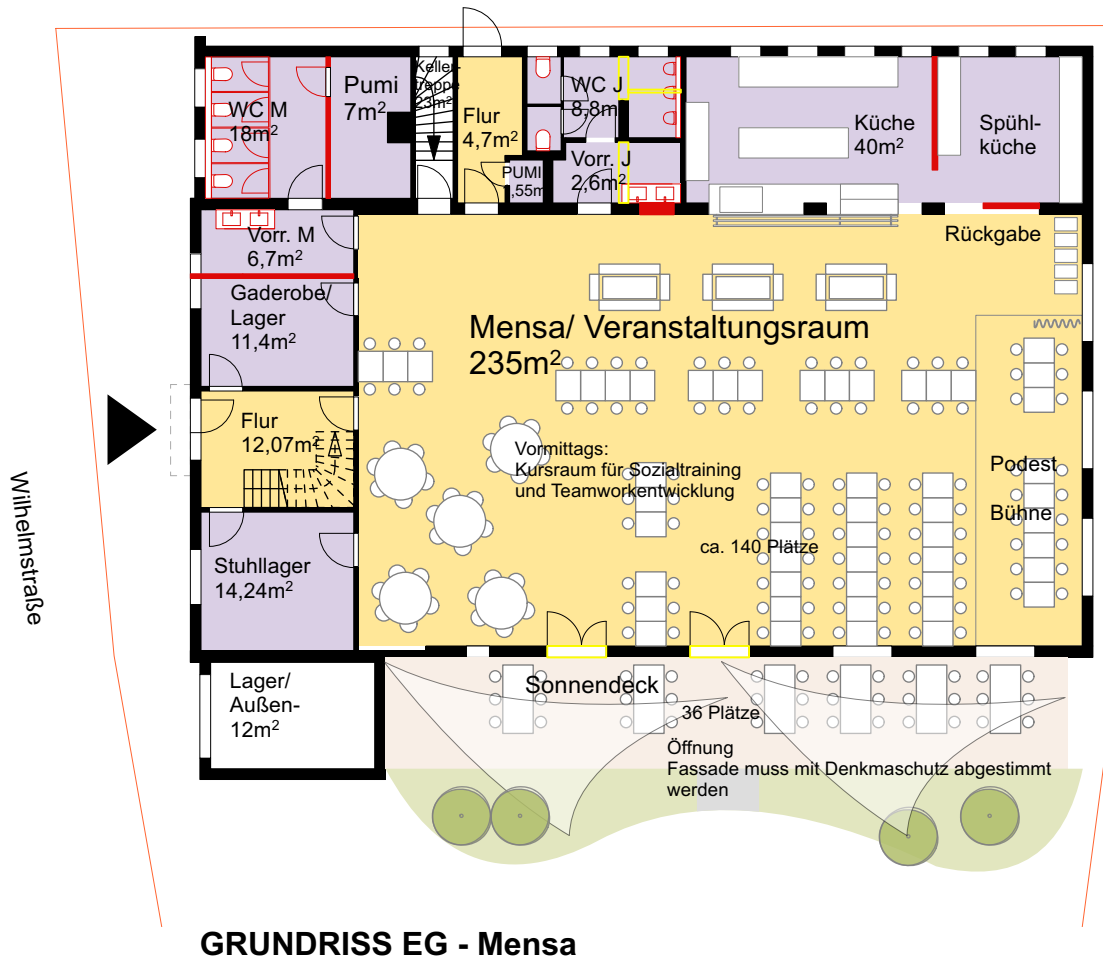 WC M
18m²
Pumi
7m²
Keller-
treppe
23m²
Flur
4,7m²
WC J
8,8m
PUMI
,55m
Vorr. J
2,6m²
Küche
40m²
Spühl-
küche
Rückgabe
Vorr. M
6,7m²
Gaderobe/
Lager
11,4m²
Mensa/ Veranstaltungsraum
235m²
Flur
12,07m²
Vormittags:
Kursraum für Sozialtraining
und Teamworkentwicklung
ca. 140 Plätze
Podest
Bühne
Wilhelmstraße
Stuhllager
14,24m²
Lager/
Außen-
12m²
Sonnendeck
36 Plätze
Öffnung
Fassade muss mit Denkmaschutz abgestimmt
werden
GRUNDRISS EG - Mensa